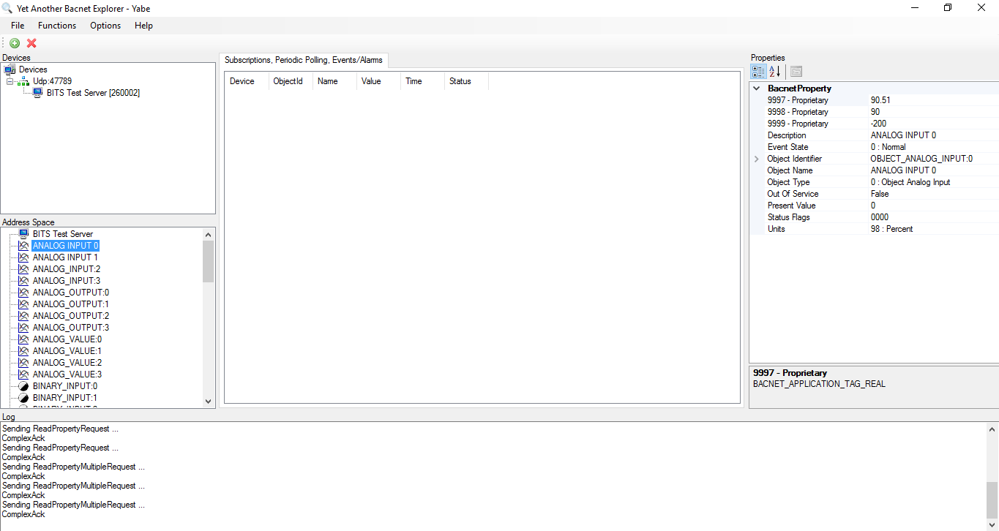 Yet Another Bacnet Explorer - Yabe
File Functions Options Help
Devices
Devices
Udp:47789
BITS Test Server [260002]
Address Space
BITS Test Server
ANALOG INPUT 0
ANALOG INPUT 1
ANALOG_INPUT:2
ANALOG_INPUT:3
ANALOG_OUTPUT:0
ANALOG_OUTPUT:1
ANALOG_OUTPUT:2
ANALOG_OUTPUT:3
ANALOG_VALUE:0
ANALOG_VALUE:1
ANALOG_VALUE:2
ANALOG_VALUE:3
BINARY_INPUT:0
BINARY_INPUT:1
Subscriptions, Periodic Polling, Events/Alarms
Device ObjectId Name Value Time Status
Properties
BacnetProperty
9997 - Proprietary 90.51
9998 - Proprietary 90
9999 - Proprietary -200
Description ANALOG INPUT 0
Event State 0 : Normal
Object Identifier OBJECT_ANALOG_INPUT:0
Object Name ANALOG INPUT 0
Object Type 0 : Object Analog Input
Out Of Service False
Present Value 0
Status Flags 0000
Units 98 : Percent
9997 - Proprietary
BACNET_APPLICATION_TAG_REAL
Log
Sending ReadPropertyRequest ...
ComplexAck
Sending ReadPropertyRequest ...
ComplexAck
Sending ReadPropertyMultipleRequest ...
ComplexAck
Sending ReadPropertyMultipleRequest ...
ComplexAck
Sending ReadPropertyMultipleRequest ...
ComplexAck